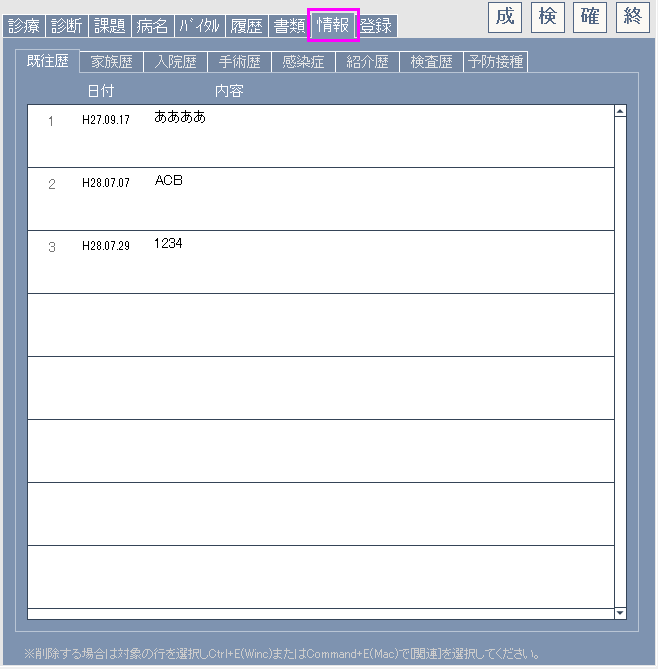 診療 診断 課題 病名 バイタル 履歴 書類 情報 登録 成 検 確 終
既往歴 家族歴 入院歴 手術歴 感染症 紹介歴 検査歴 予防接種
日付 内容
1 H27.09.17 ああああ
2 H28.07.07 ACB
3 H28.07.29 1234
※削除する場合は対象の行を選択しCtrl+E(Winc)またはCommand+E(Mac)で[関連]を選択してください。